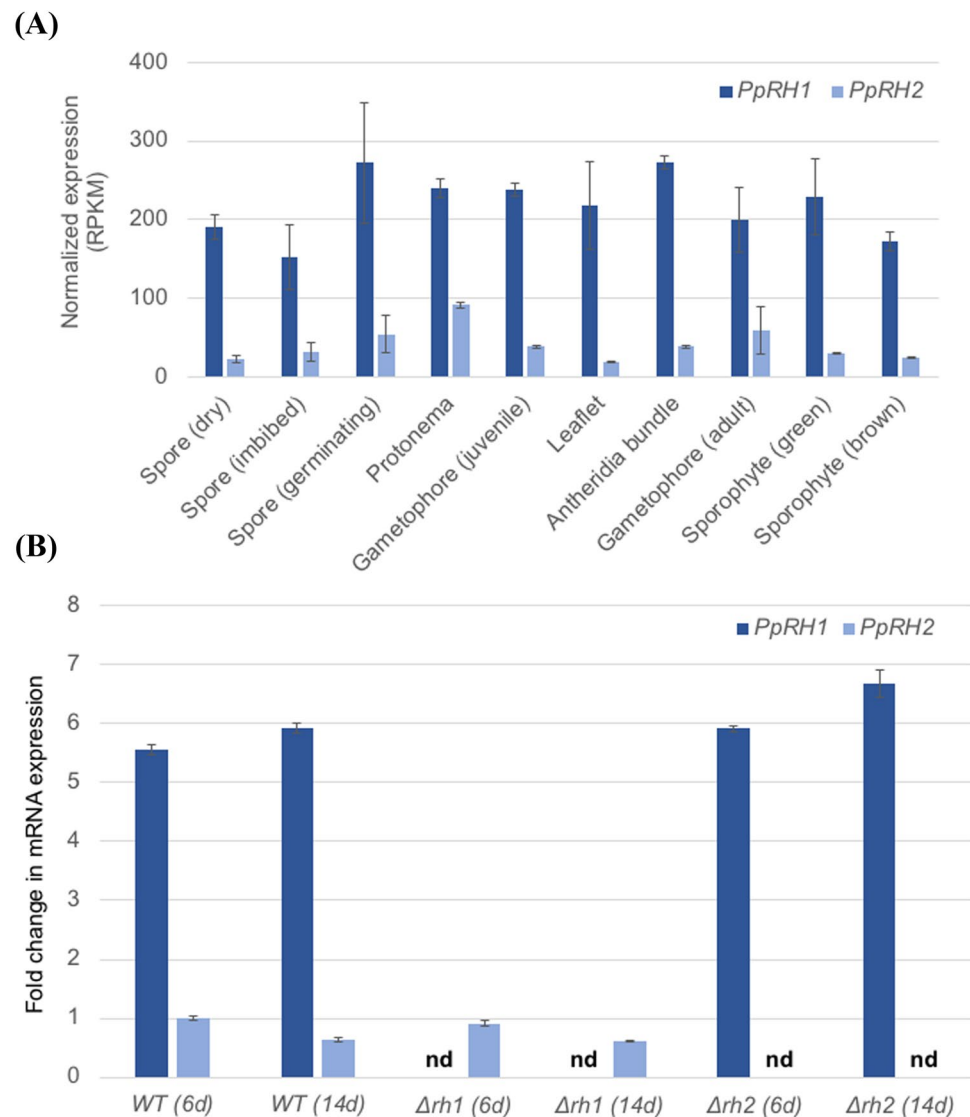 (A)
Normalized expression
(RPKM)
400
300
200
100
0
PpRH1 PpRH2
Spore (dry)
Spore (imbibed)
Spore (germinating)
Protonema
Gametophore (juvenile)
Leaflet
Antheridia bundle
Gametophore (adult)
Sporophyte (green)
Sporophyte (brown)
(B)
Fold change in mRNA expression
8
7
6
5
4
3
2
1
0
PpRH1 PpRH2
nd nd nd nd
WT (6d) WT (14d) Δrh1 (6d) Δrh1 (14d) Δrh2 (6d) Δrh2 (14d)